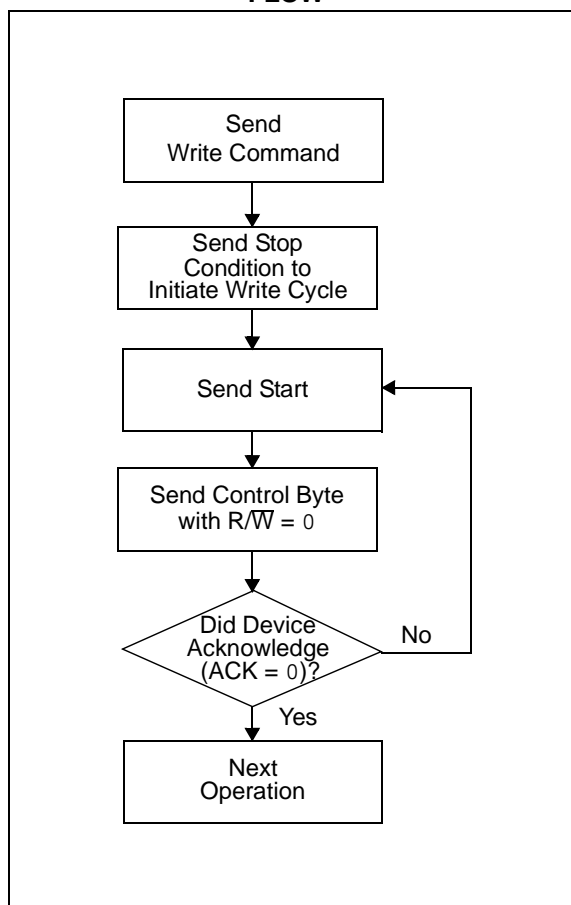 Send
Write Command
Send Stop
Condition to
Initiate Write Cycle
Send Start
Send Control Byte
with R/W̅ = 0
Did Device
Acknowledge
(ACK = 0)?
No
Yes
Next
Operation